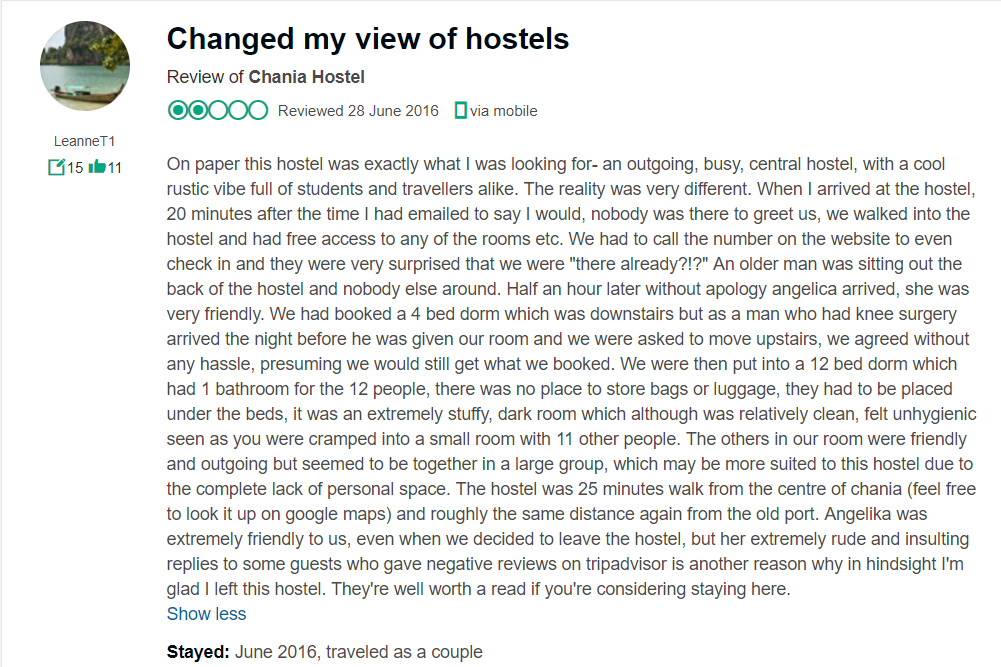 Changed my view of hostels
Review of Chania Hostel
Reviewed 28 June 2016 via mobile
LeanneT1
15 11
On paper this hostel was exactly what I was looking for- an outgoing, busy, central hostel, with a cool
rustic vibe full of students and travellers alike. The reality was very different. When I arrived at the hostel,
20 minutes after the time I had emailed to say I would, nobody was there to greet us, we walked into the
hostel and had free access to any of the rooms etc. We had to call the number on the website to even
check in and they were very surprised that we were "there already?!?" An older man was sitting out the
back of the hostel and nobody else around. Half an hour later without apology angelica arrived, she was
very friendly. We had booked a 4 bed dorm which was downstairs but as a man who had knee surgery
arrived the night before he was given our room and we were asked to move upstairs, we agreed without
any hassle, presuming we would still get what we booked. We were then put into a 12 bed dorm which
had 1 bathroom for the 12 people, there was no place to store bags or luggage, they had to be placed
under the beds, it was an extremely stuffy, dark room which although was relatively clean, felt unhygienic
seen as you were cramped into a small room with 11 other people. The others in our room were friendly
and outgoing but seemed to be together in a large group, which may be more suited to this hostel due to
the complete lack of personal space. The hostel was 25 minutes walk from the centre of chania (feel free
to look it up on google maps) and roughly the same distance again from the old port. Angelika was
extremely friendly to us, even when we decided to leave the hostel, but her extremely rude and insulting
replies to some guests who gave negative reviews on tripadvisor is another reason why in hindsight I'm
glad I left this hostel. They're well worth a read if you're considering staying here.
Show less
Stayed: June 2016, traveled as a couple